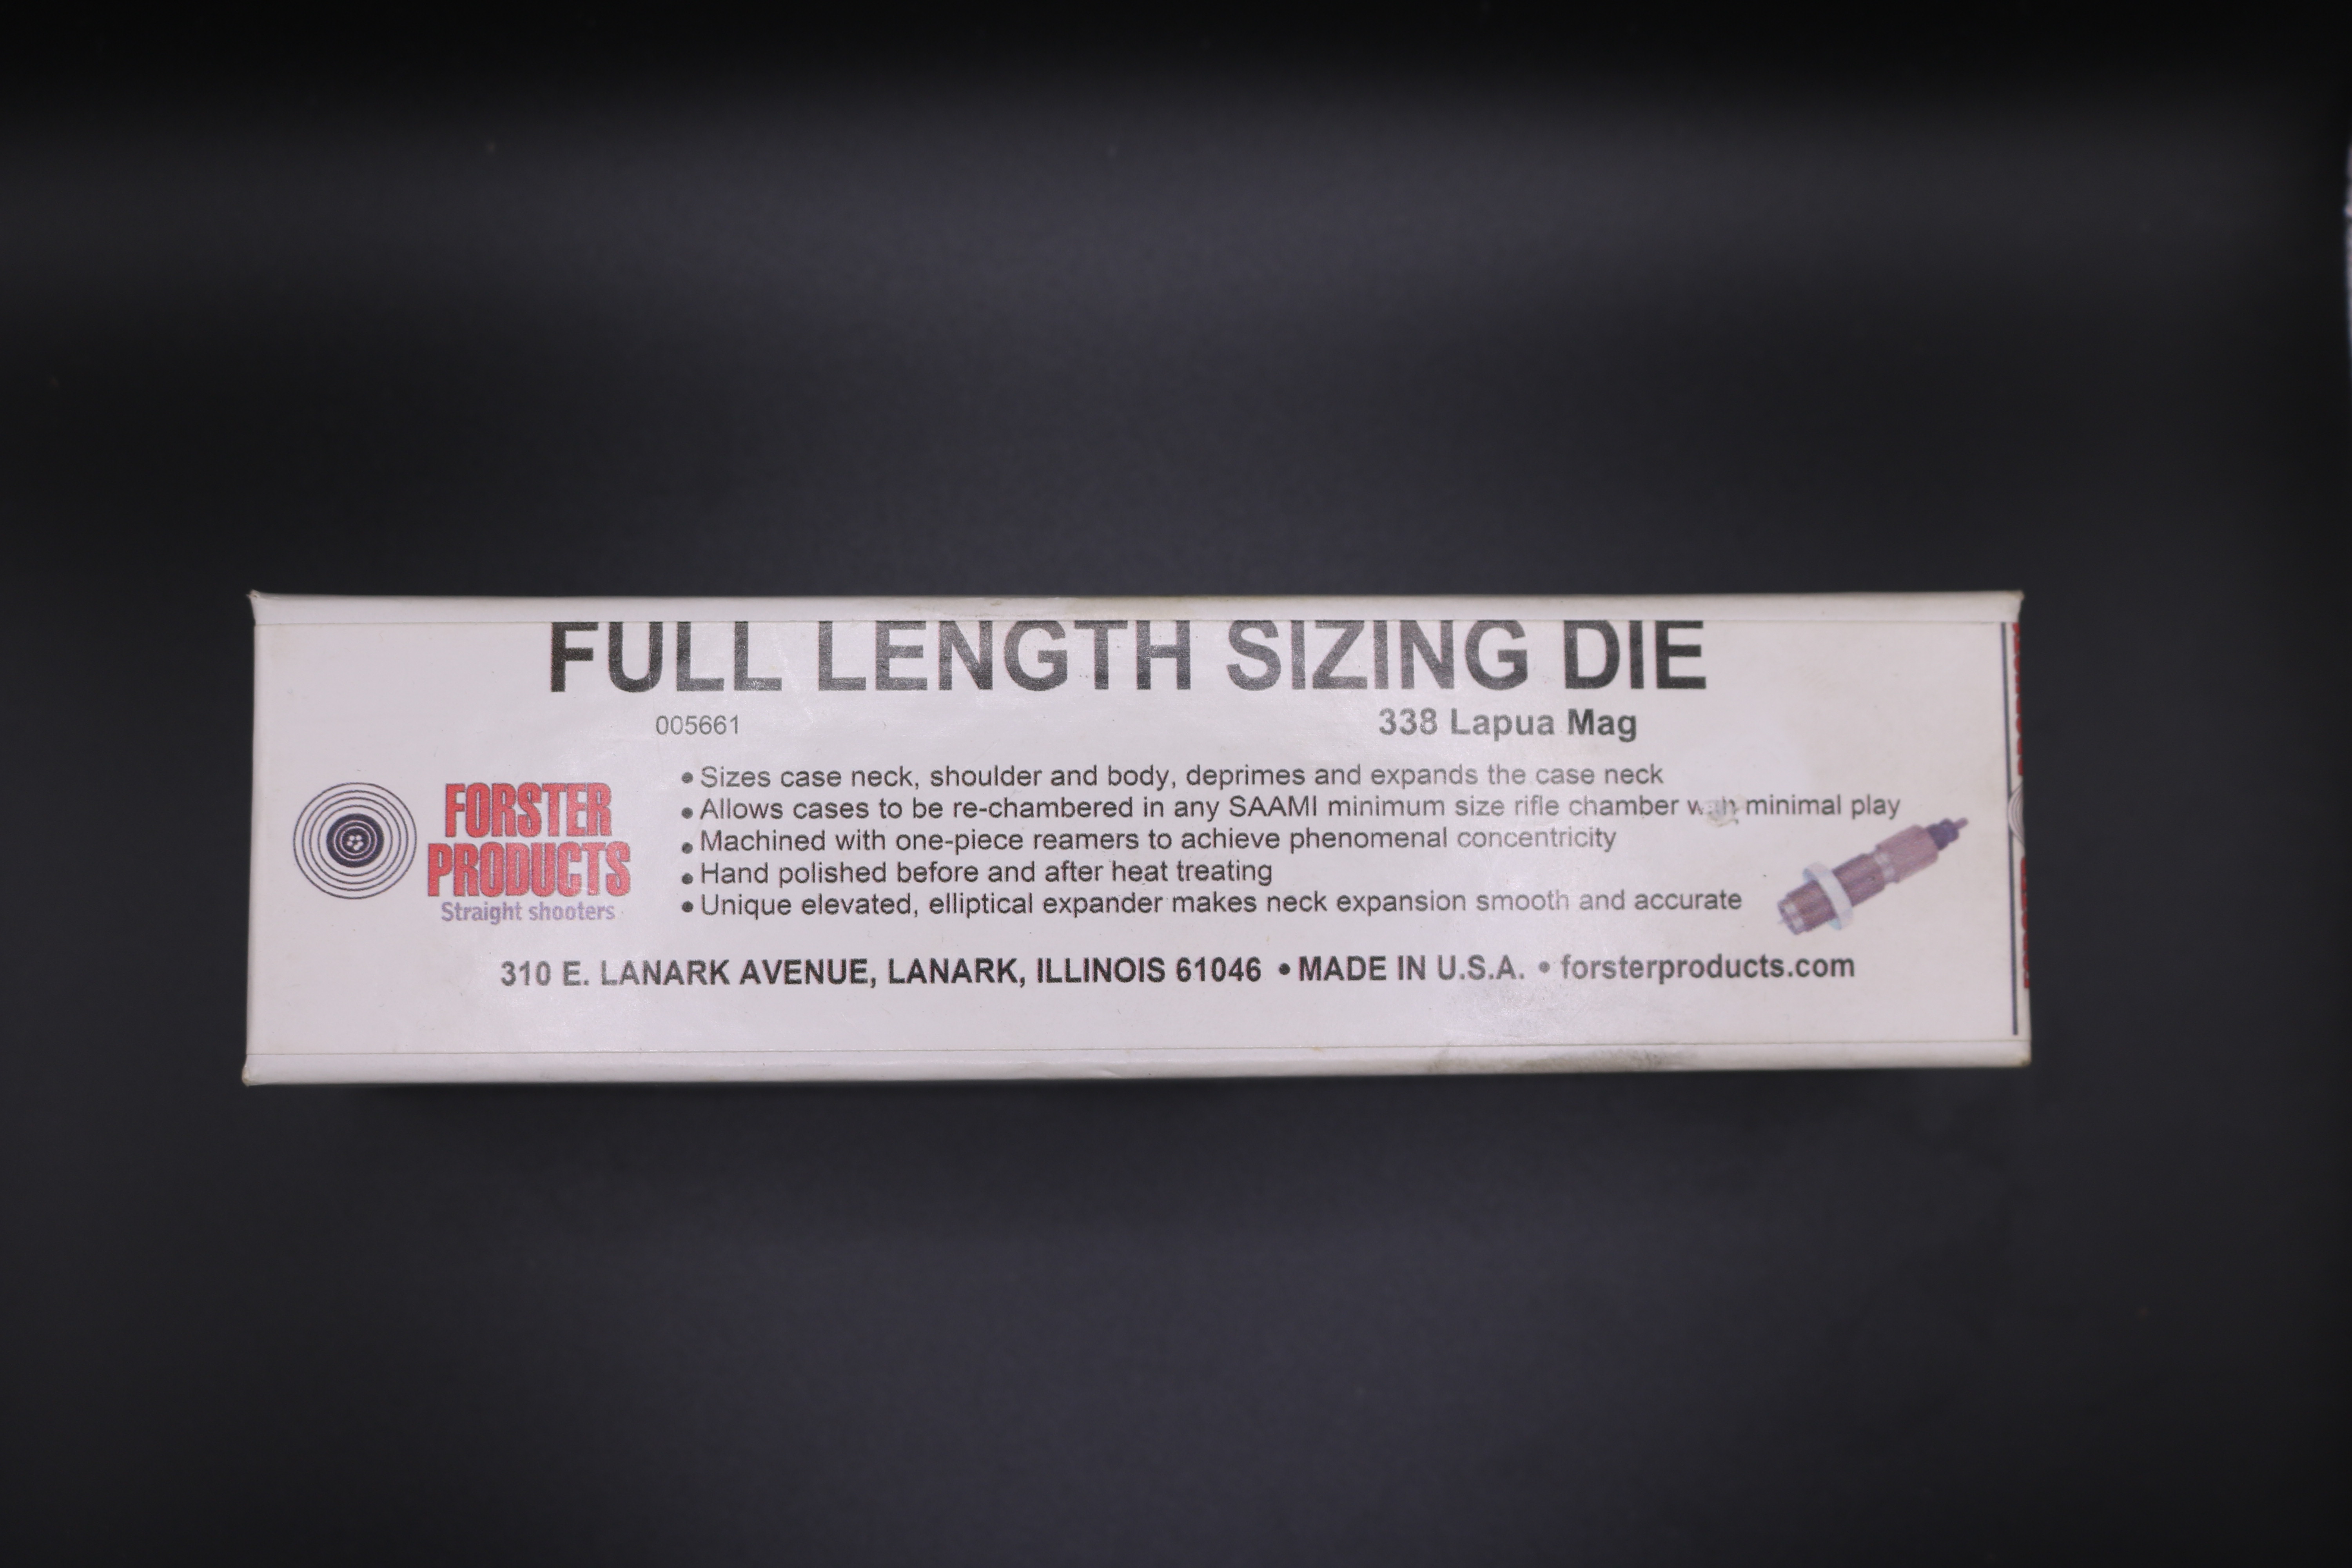 FULL LENGTH SIZING DIE
005661 338 Lapua Mag
• Sizes case neck, shoulder and body, deprimes and expands the case neck
• Allows cases to be re-chambered in any SAAMI minimum size rifle chamber with minimal play
• Machined with one-piece reamers to achieve phenomenal concentricity
• Hand polished before and after heat treating
• Unique elevated, elliptical expander makes neck expansion smooth and accurate
FORSTER
PRODUCTS
Straight shooters
310 E. LANARK AVENUE, LANARK, ILLINOIS 61046 • MADE IN U.S.A. • forsterproducts.com